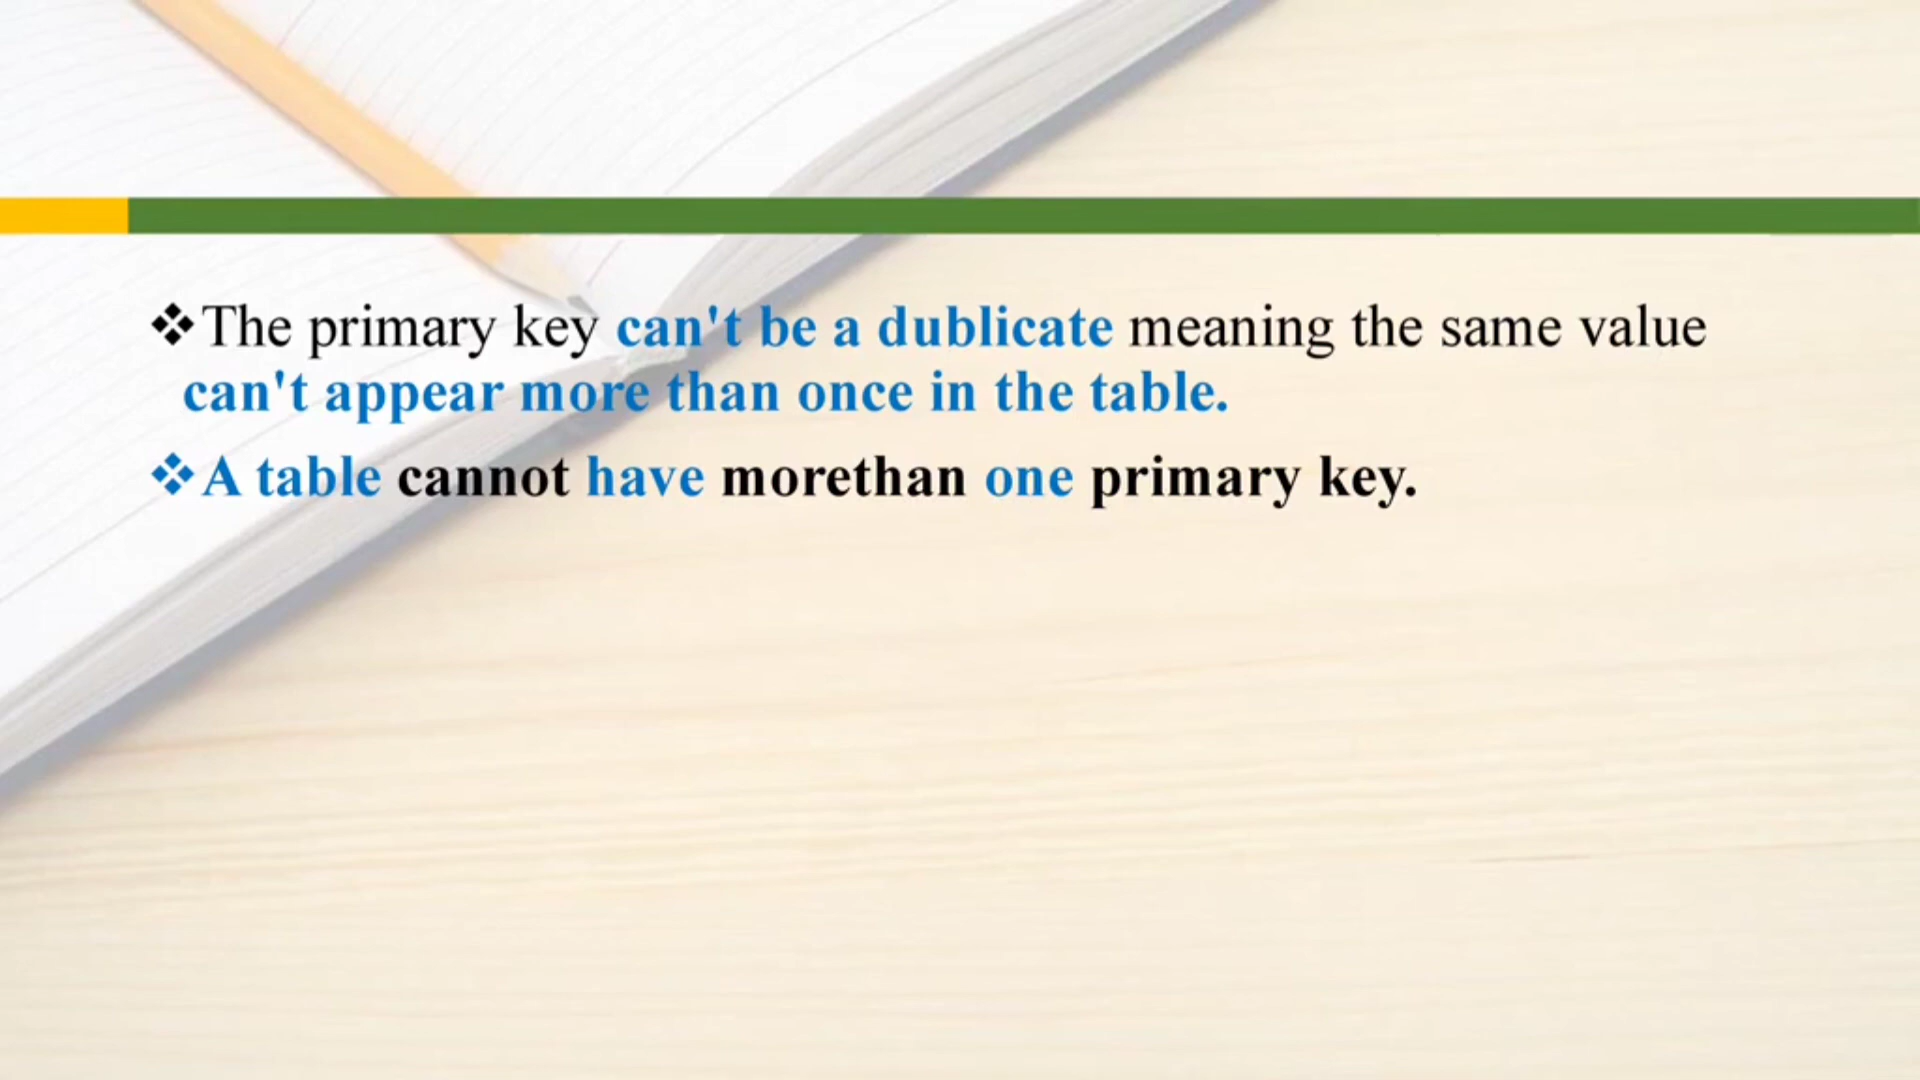 ❖The primary key can't be a dublicate meaning the same value
can't appear more than once in the table.
❖A table cannot have morethan one primary key.